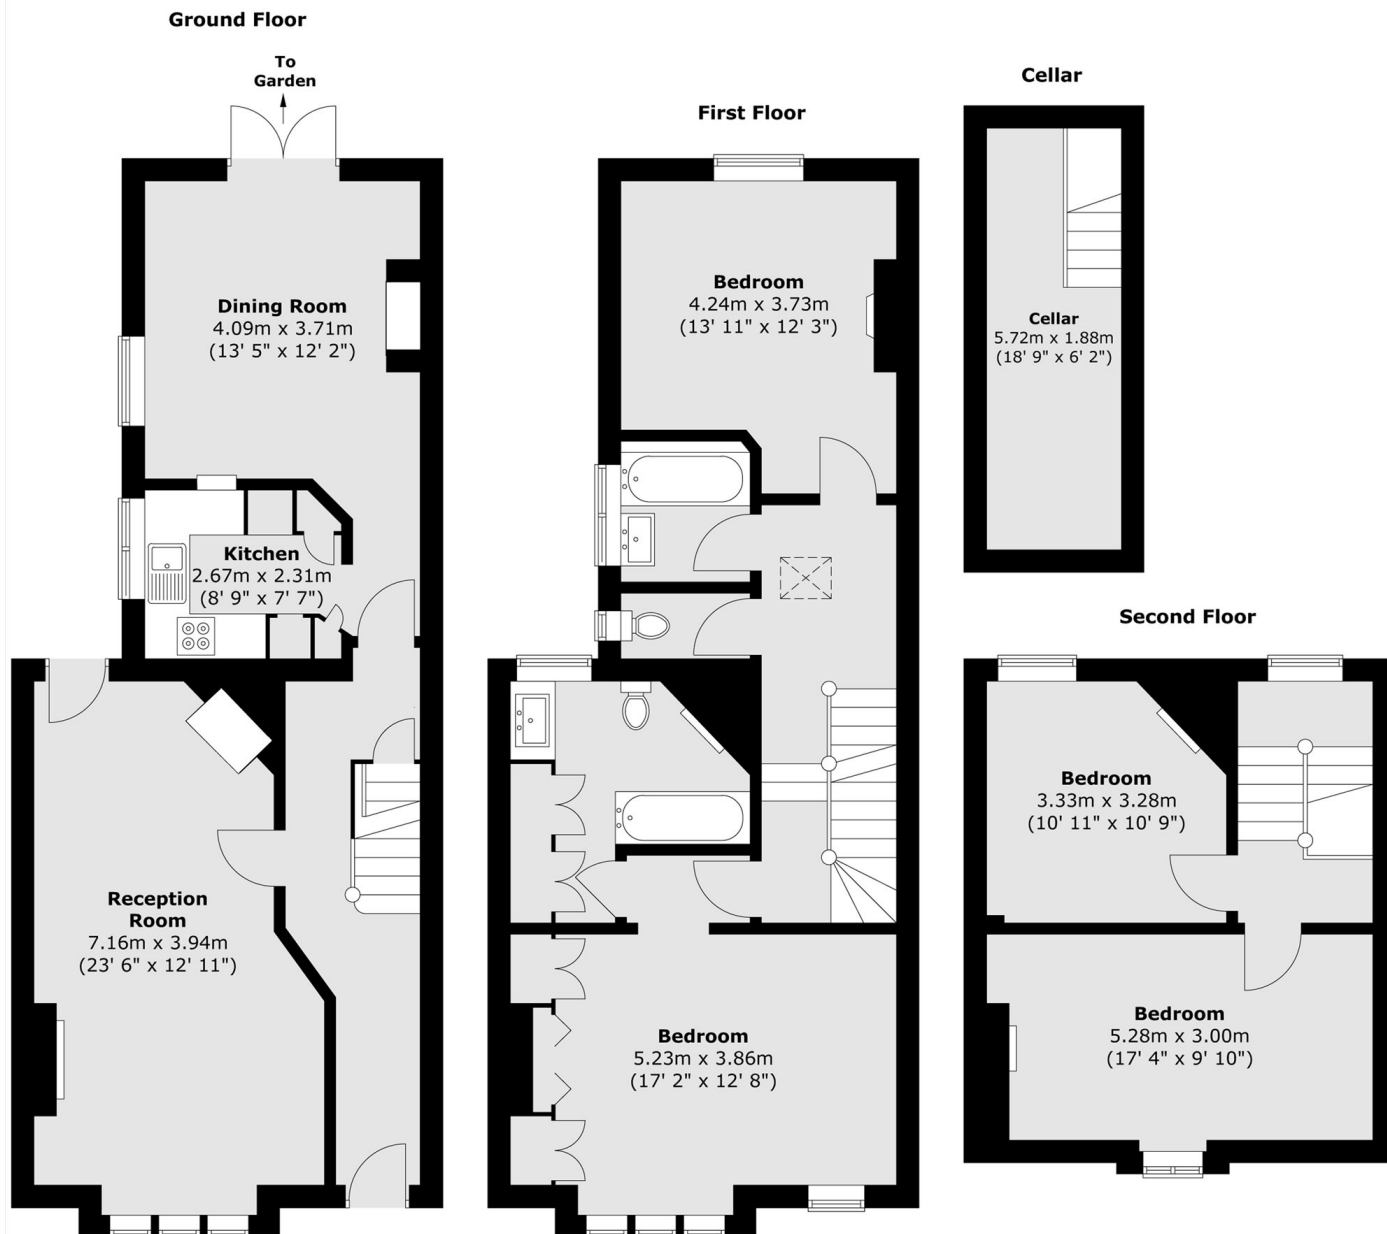 Ground Floor
To
Garden
Dining Room
4.09m x 3.71m
(13' 5" x 12' 2")
Kitchen
2.67m x 2.31m
(8' 9" x 7' 7")
Reception
Room
7.16m x 3.94m
(23' 6" x 12' 11")
First Floor
Bedroom
4.24m x 3.73m
(13' 11" x 12' 3")
Bedroom
5.23m x 3.86m
(17' 2" x 12' 8")
Cellar
Cellar
5.72m x 1.88m
(18' 9" x 6' 2")
Second Floor
Bedroom
3.33m x 3.28m
(10' 11" x 10' 9")
Bedroom
5.28m x 3.00m
(17' 4" x 9' 10")